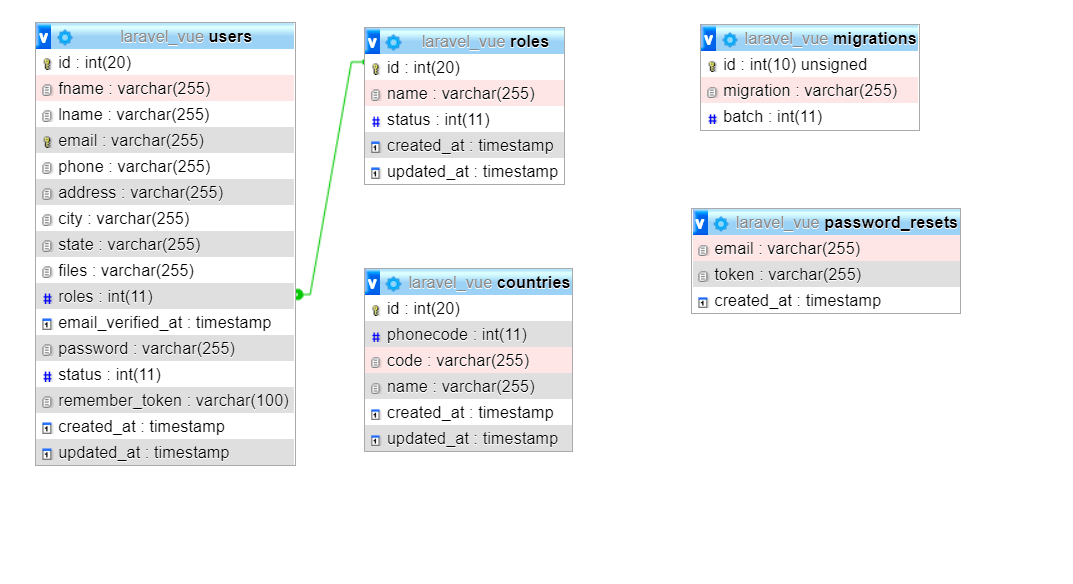 v laravel_vue users
id : int(20)
fname : varchar(255)
lname : varchar(255)
email : varchar(255)
phone : varchar(255)
address : varchar(255)
city : varchar(255)
state : varchar(255)
files : varchar(255)
# roles : int(11)
email_verified_at : timestamp
password : varchar(255)
# status : int(11)
remember_token : varchar(100)
created_at : timestamp
updated_at : timestamp
v laravel_vue roles
id : int(20)
name : varchar(255)
# status : int(11)
created_at : timestamp
updated_at : timestamp
v laravel_vue countries
id : int(20)
# phonecode : int(11)
code : varchar(255)
name : varchar(255)
created_at : timestamp
updated_at : timestamp
v laravel_vue migrations
id : int(10) unsigned
migration : varchar(255)
# batch : int(11)
v laravel_vue password_resets
email : varchar(255)
token : varchar(255)
created_at : timestamp